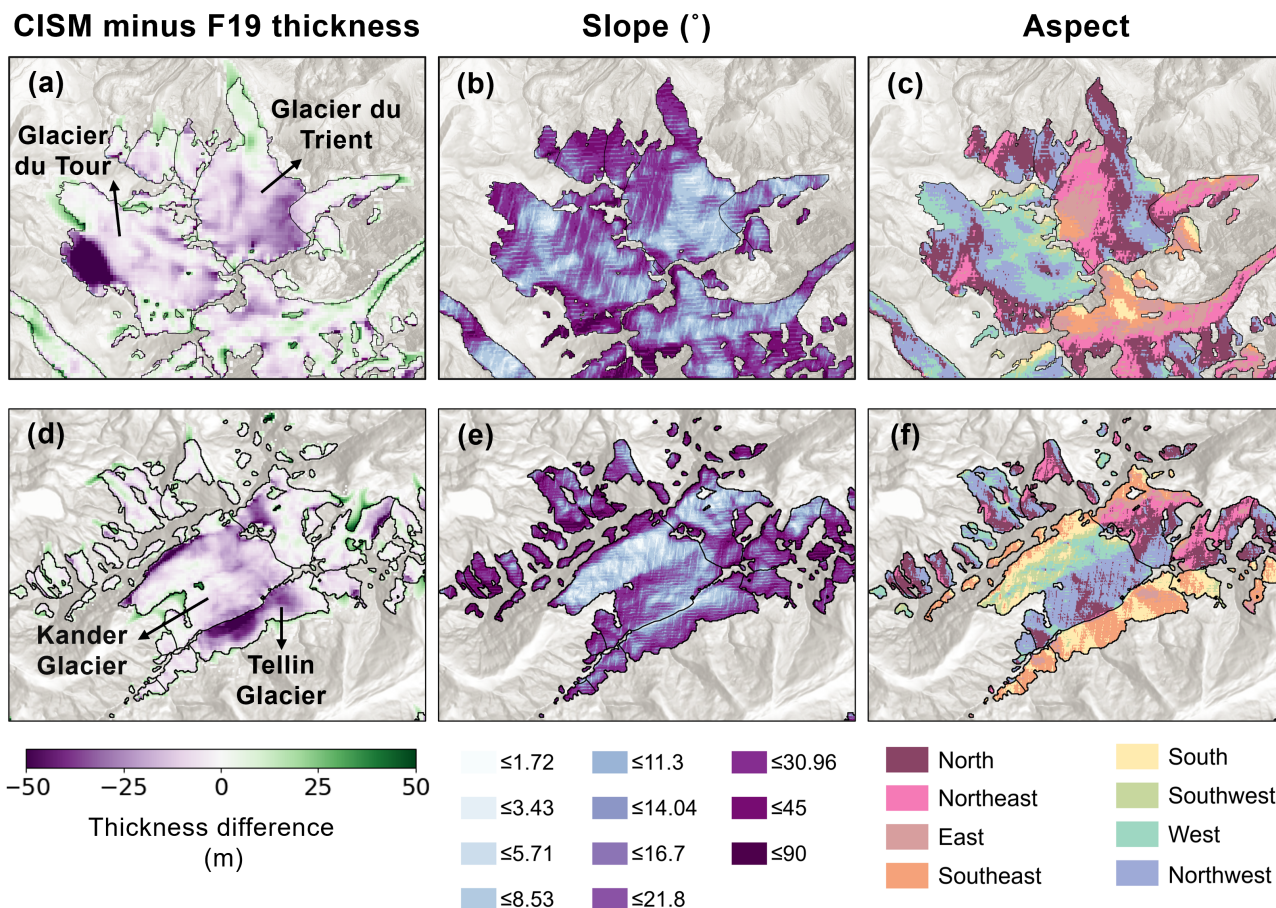 CISM minus F19 thickness
Slope (˚)
Aspect
(a)
Glacier du
Trient
Glacier
du Tour
(b)
(c)
(d)
Kander
Glacier
Tellin
Glacier
(e)
(f)
−50 −25 0 25 50
Thickness difference
(m)
≤1.72
≤3.43
≤5.71
≤8.53
≤11.3
≤14.04
≤16.7
≤21.8
≤30.96
≤45
≤90
North
Northeast
East
Southeast
South
Southwest
West
Northwest